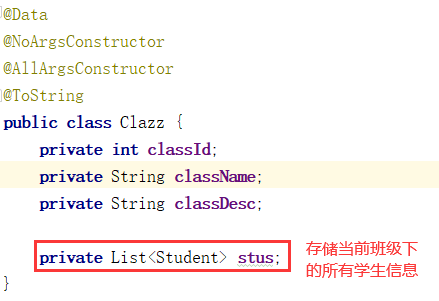 @Data
@NoArgsConstructor
@AllArgsConstructor
@ToString
public class Clazz {
    private int classId;
    private String className;
    private String classDesc;
    private List<Student> stus;
存储当前班级下
的所有学生信息
}